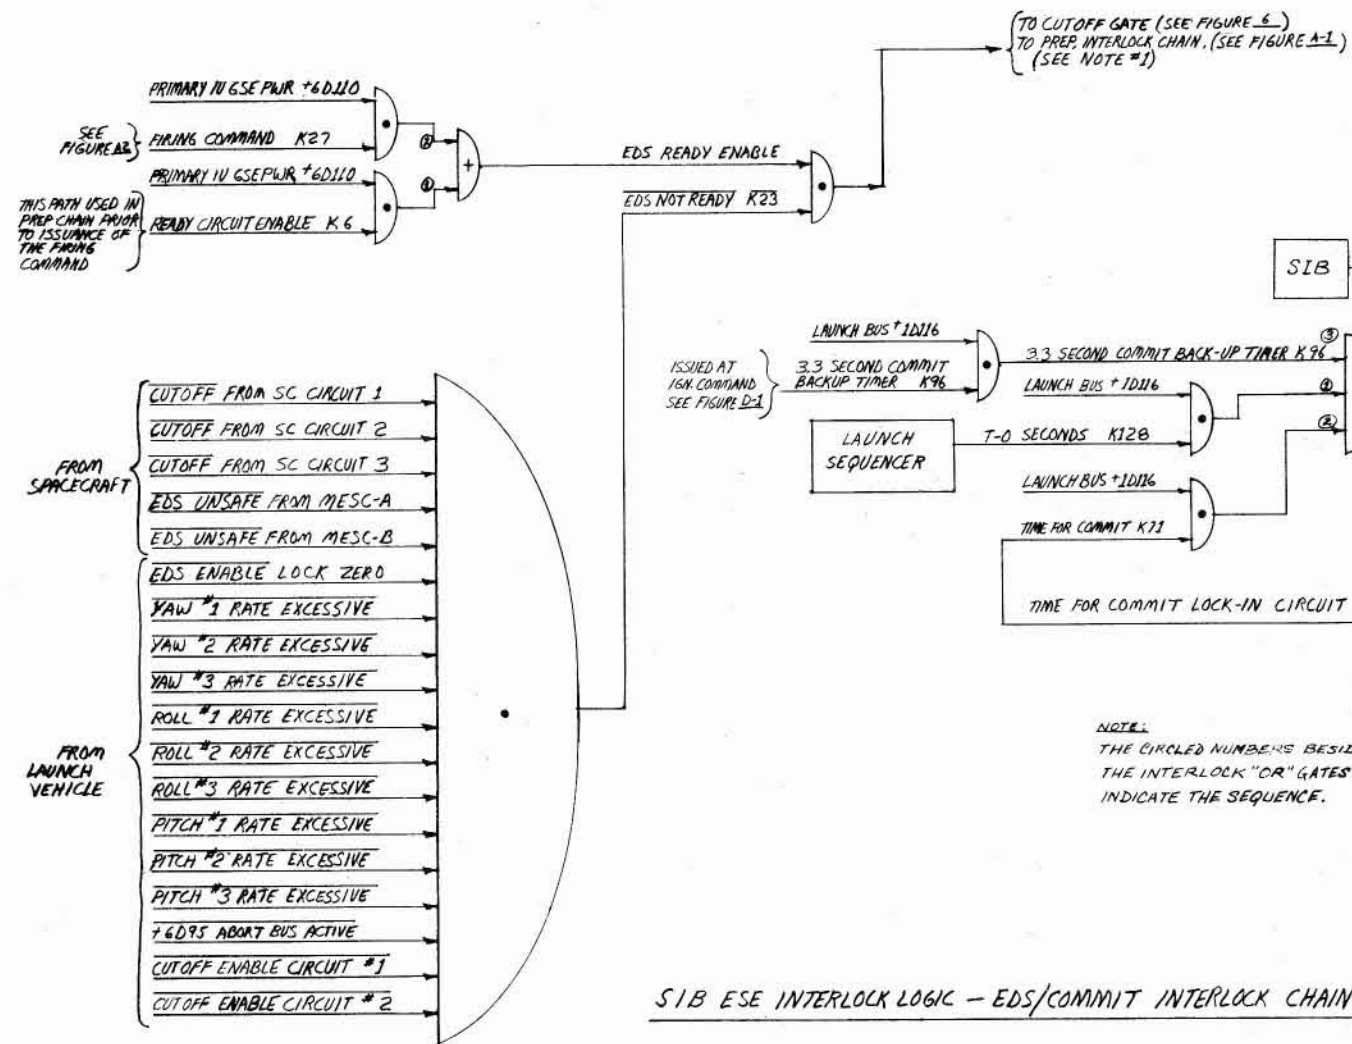 TO CUTOFF GATE (SEE FIGURE 6)
TO PREP. INTERLOCK CHAIN. (SEE FIGURE A-1)
(SEE NOTE #1)
PRIMARY IU GSE PWR +6D110
SEE
FIGURE
FIRING COMMAND K27
PRIMARY IU GSE PWR +6D110
THIS PATH USED IN
PREP CHAIN PRIOR
TO ISSUANCE OF
THE FIRING
COMMAND
READY CIRCUIT ENABLE K6
②
①
+
EDS READY ENABLE
EDS NOT READY K23
SIB
LAUNCH BUS +1D116
ISSUED AT
IGN. COMMAND
SEE FIGURE D-1
3.3 SECOND COMMIT
BACKUP TIMER K96
③
3.3 SECOND COMMIT BACK-UP TIMER K96
LAUNCH BUS +1D116
①
LAUNCH
SEQUENCER
T-0 SECONDS K128
②
LAUNCH BUS +1D116
TIME FOR COMMIT K71
TIME FOR COMMIT LOCK-IN CIRCUIT
FROM
SPACECRAFT
CUTOFF FROM SC CIRCUIT 1
CUTOFF FROM SC CIRCUIT 2
CUTOFF FROM SC CIRCUIT 3
EDS UNSAFE FROM MESC-A
EDS UNSAFE FROM MESC-B
FROM
LAUNCH
VEHICLE
EDS ENABLE LOCK ZERO
YAW #1 RATE EXCESSIVE
YAW #2 RATE EXCESSIVE
YAW #3 RATE EXCESSIVE
ROLL #1 RATE EXCESSIVE
ROLL #2 RATE EXCESSIVE
ROLL #3 RATE EXCESSIVE
PITCH #1 RATE EXCESSIVE
PITCH #2 RATE EXCESSIVE
PITCH #3 RATE EXCESSIVE
+6D95 ABORT BUS ACTIVE
CUTOFF ENABLE CIRCUIT #1
CUTOFF ENABLE CIRCUIT #2
NOTE:
THE CIRCLED NUMBERS BESID
THE INTERLOCK "OR" GATES
INDICATE THE SEQUENCE.
SIB ESE INTERLOCK LOGIC - EDS/COMMIT INTERLOCK CHAIN